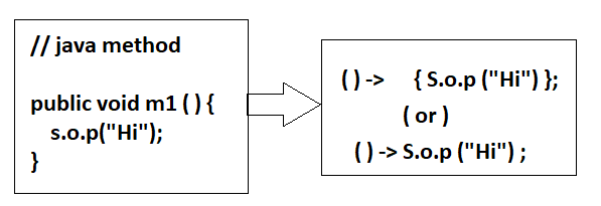 // java method
public void m1 ( ) {
s.o.p("Hi");
}
( ) -> { S.o.p ("Hi") };
( or )
( ) -> S.o.p ("Hi") ;